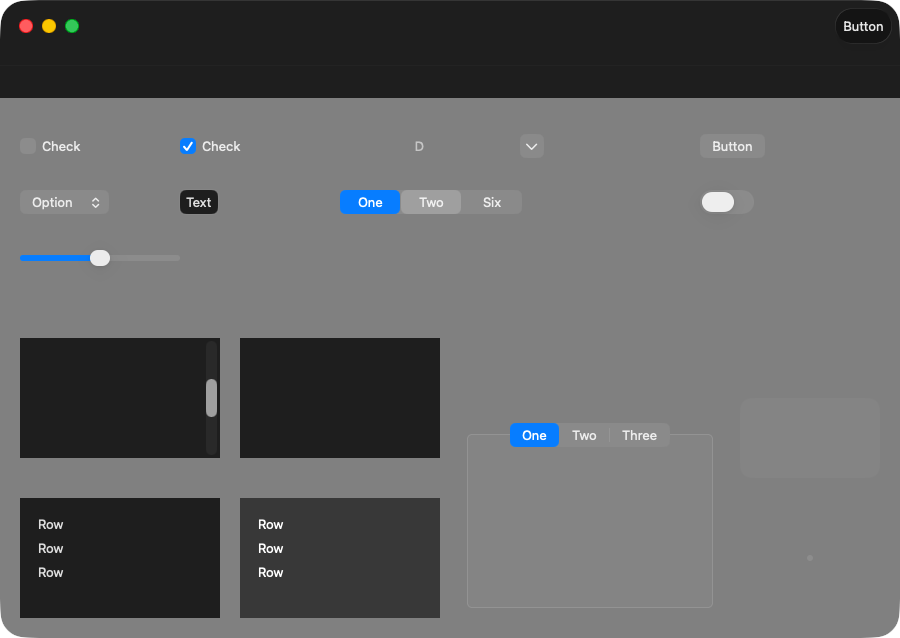 Button
Check
Check
D
Button
Option
Text
One
Two
Six
One
Two
Three
Row
Row
Row
Row
Row
Row